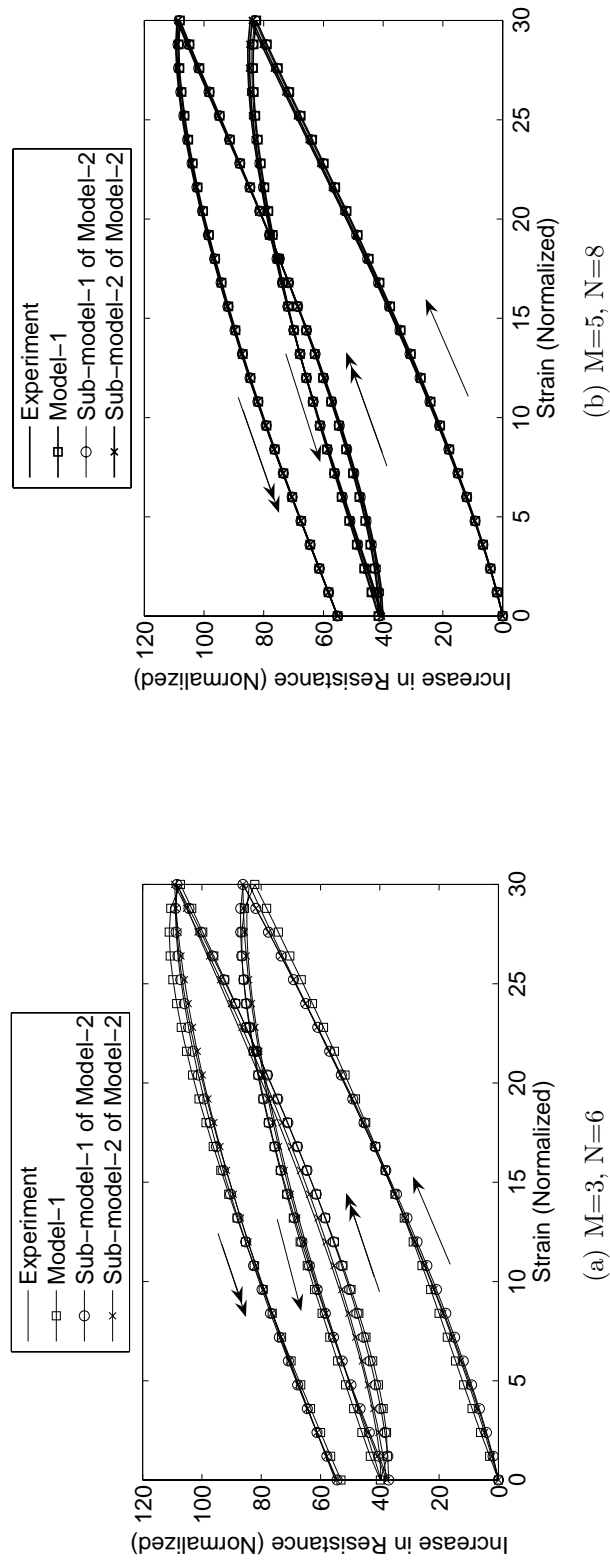 Experiment
Model−1
Sub−model−1 of Model−2
Sub−model−2 of Model−2
120
100
80
60
40
20
0
0
5
10
15
20
25
30
Increase in Resistance (Normalized)
Strain (Normalized)
(a) M=3, N=6
Experiment
Model−1
Sub−model−1 of Model−2
Sub−model−2 of Model−2
120
100
80
60
40
20
0
0
5
10
15
20
25
30
Increase in Resistance (Normalized)
Strain (Normalized)
(b) M=5, N=8